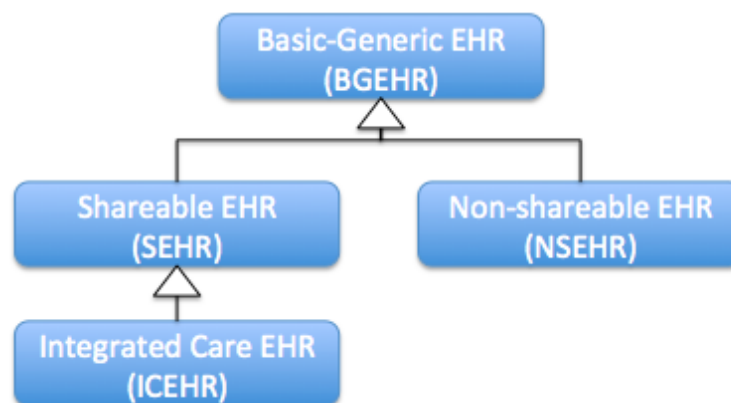 Basic-Generic EHR
(BGEHR)
Shareable EHR
(SEHR)
Non-shareable EHR
(NSEHR)
Integrated Care EHR
(ICEHR)